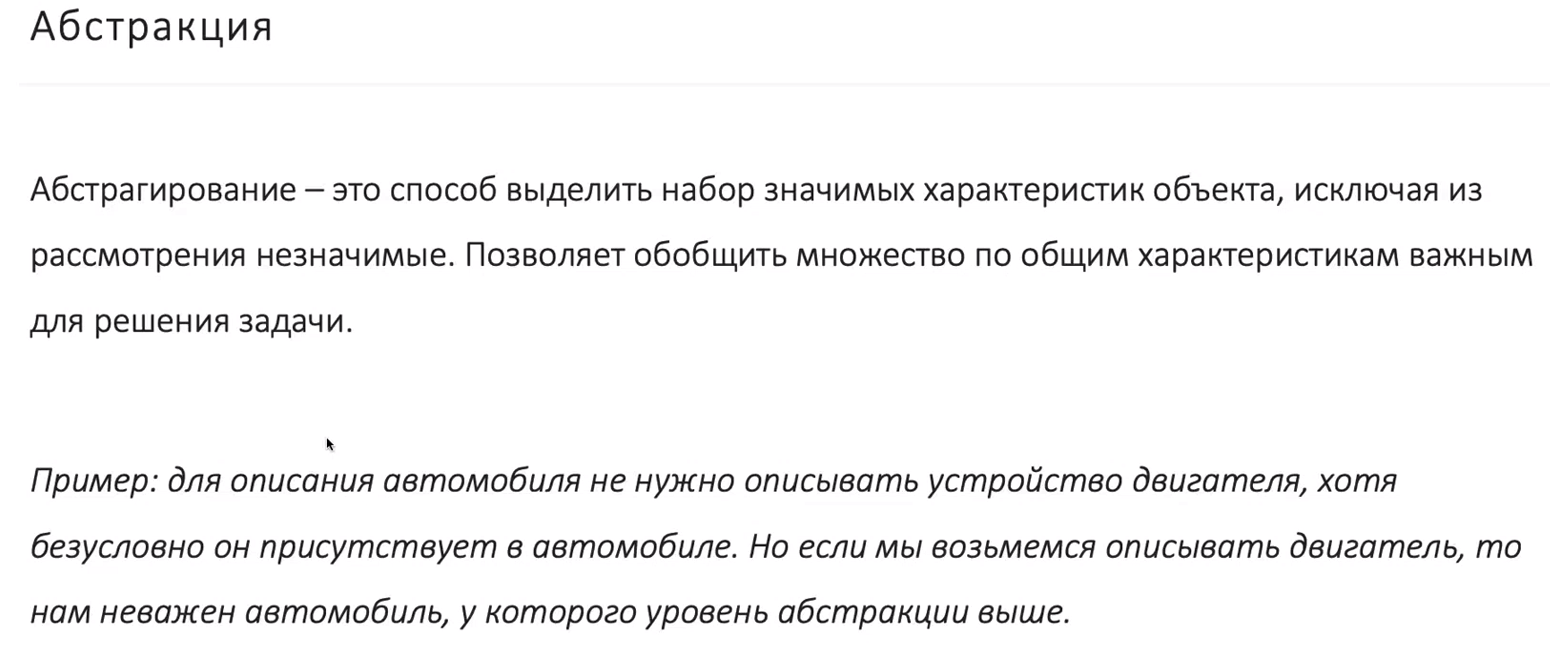 Абстракция
Абстрагирование – это способ выделить набор значимых характеристик объекта, исключая из
рассмотрения незначимые. Позволяет обобщить множество по общим характеристикам важным
для решения задачи.
Пример: для описания автомобиля не нужно описывать устройство двигателя, хотя
безусловно он присутствует в автомобиле. Но если мы возьмемся описывать двигатель, то
нам неважен автомобиль, у которого уровень абстракции выше.